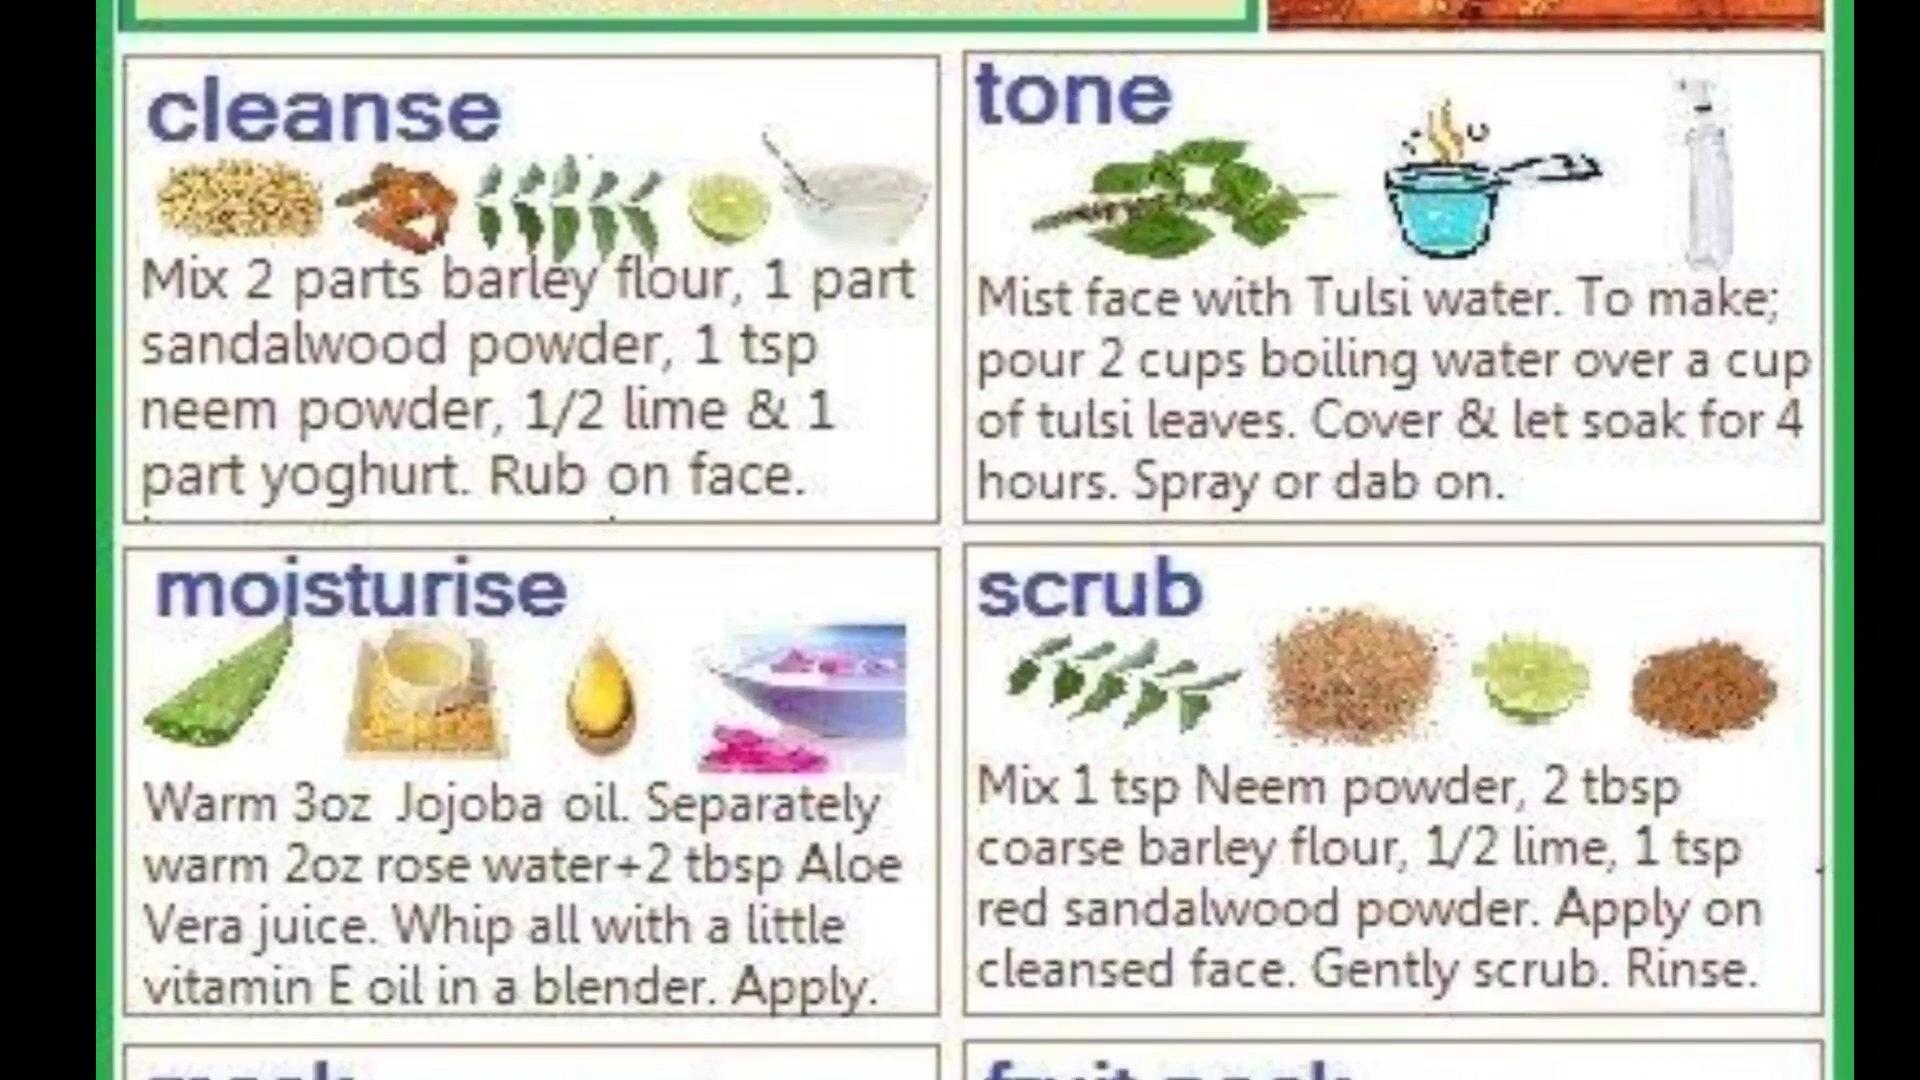 cleanse
Mix 2 parts barley flour, 1 part
sandalwood powder, 1 tsp
neem powder, 1/2 lime & 1
part yoghurt. Rub on face.
tone
Mist face with Tulsi water. To make;
pour 2 cups boiling water over a cup
of tulsi leaves. Cover & let soak for 4
hours. Spray or dab on.
moisturise
Warm 3oz Jojoba oil. Separately
warm 2oz rose water+2 tbsp Aloe
Vera juice. Whip all with a little
vitamin E oil in a blender. Apply.
scrub
Mix 1 tsp Neem powder, 2 tbsp
coarse barley flour, 1/2 lime, 1 tsp
red sandalwood powder. Apply on
cleansed face. Gently scrub. Rinse.
mask
fruit pack